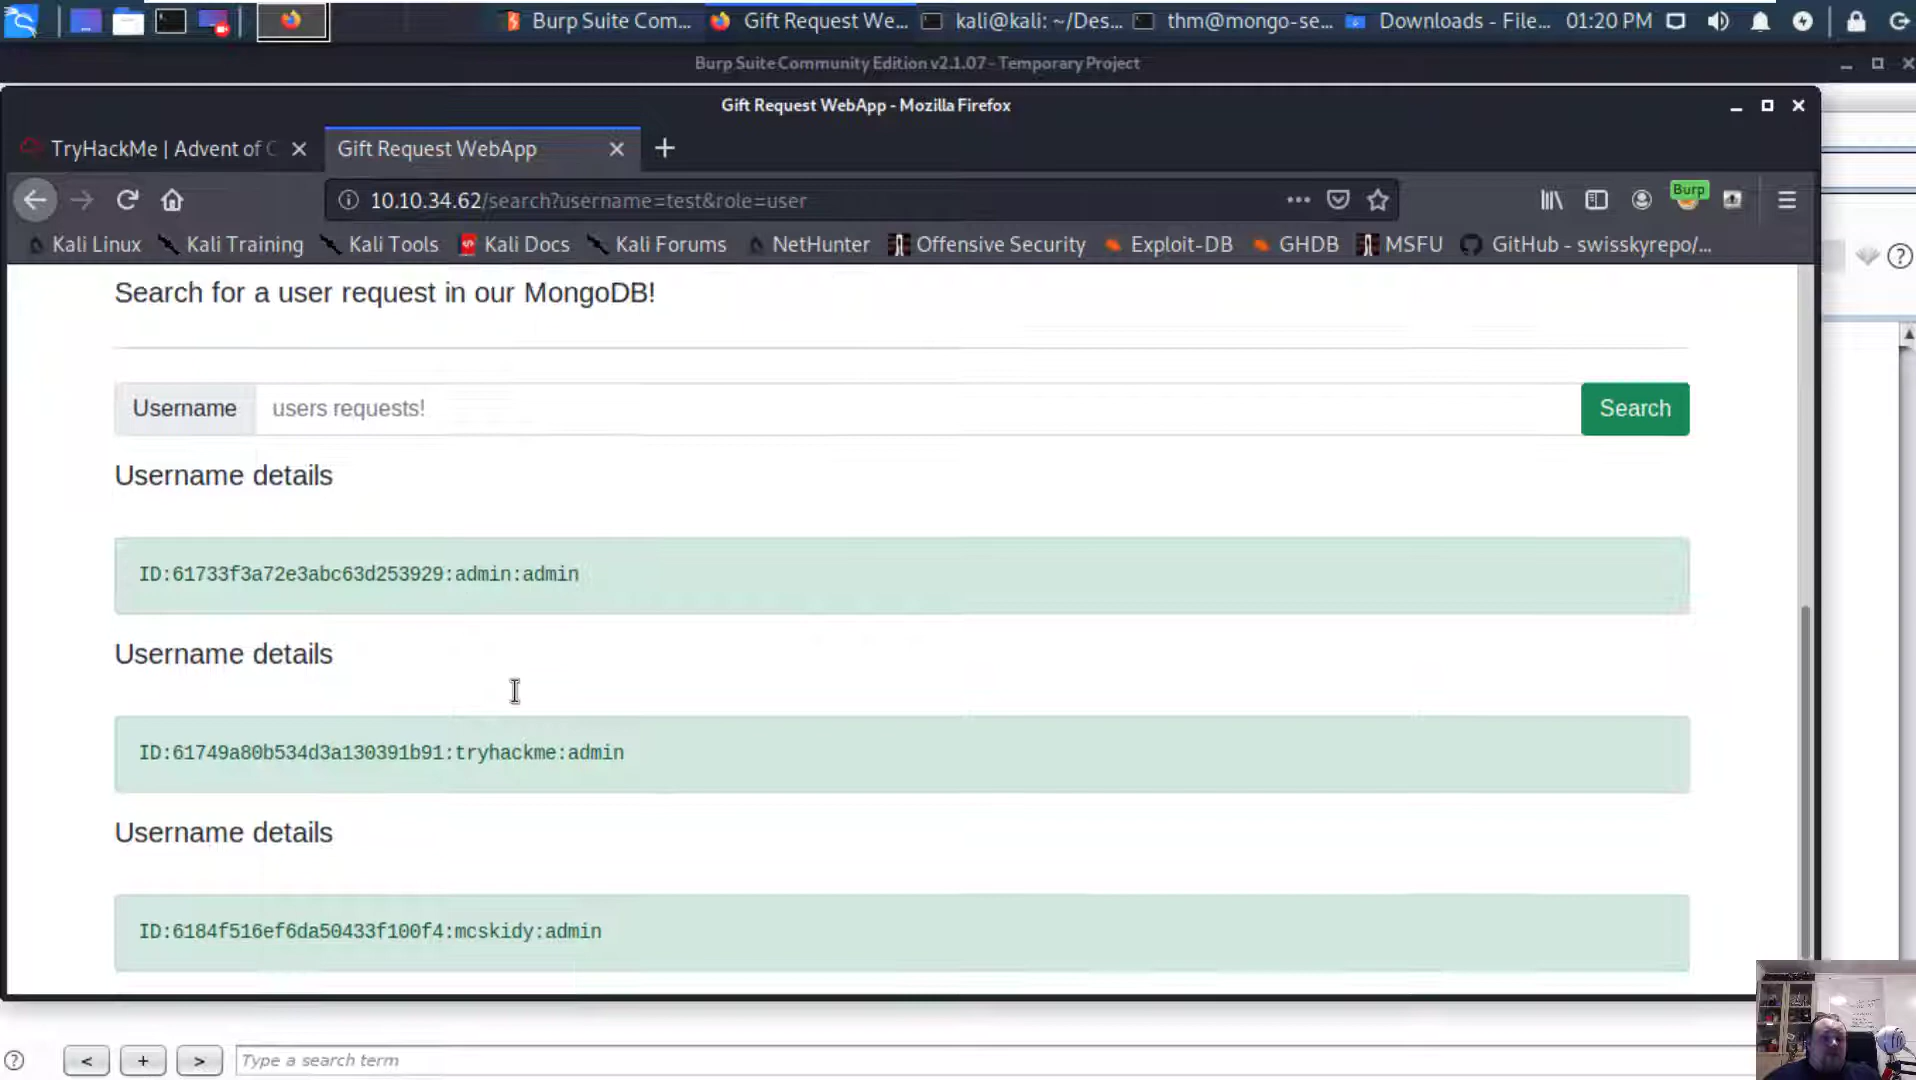 Burp Suite Com...
Gift Request We...
kali@kali: ~/Des...
thm@mongo-se...
Downloads - File...
01:20 PM
Burp Suite Community Edition v2.1.07 - Temporary Project
Gift Request WebApp - Mozilla Firefox
TryHackMe | Advent of C
Gift Request WebApp
10.10.34.62/search?username=test&role=user
Burp
Kali Linux
Kali Training
Kali Tools
Kali Docs
Kali Forums
NetHunter
Offensive Security
Exploit-DB
GHDB
MSFU
GitHub - swisskyrepo/...
Search for a user request in our MongoDB!
Username
users requests!
Search
Username details
ID:61733f3a72e3abc63d253929:admin:admin
Username details
ID:61749a80b534d3a130391b91:tryhackme:admin
Username details
ID:6184f516ef6da50433f100f4:mcskidy:admin
<
+
>
Type a search term